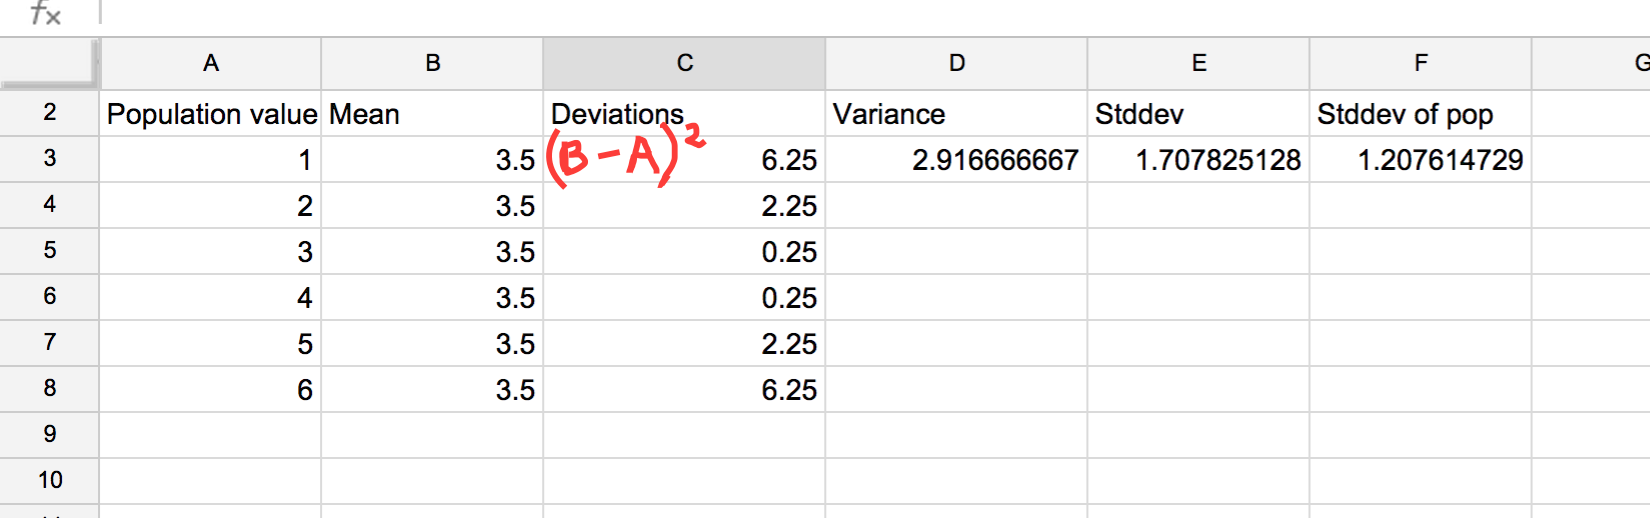 fx
A B C D E F G
2 Population value Mean Deviations Variance Stddev Stddev of pop
3 1 3.5 (B-A)² 6.25 2.916666667 1.707825128 1.207614729
4 2 3.5 2.25
5 3 3.5 0.25
6 4 3.5 0.25
7 5 3.5 2.25
8 6 3.5 6.25
9
10